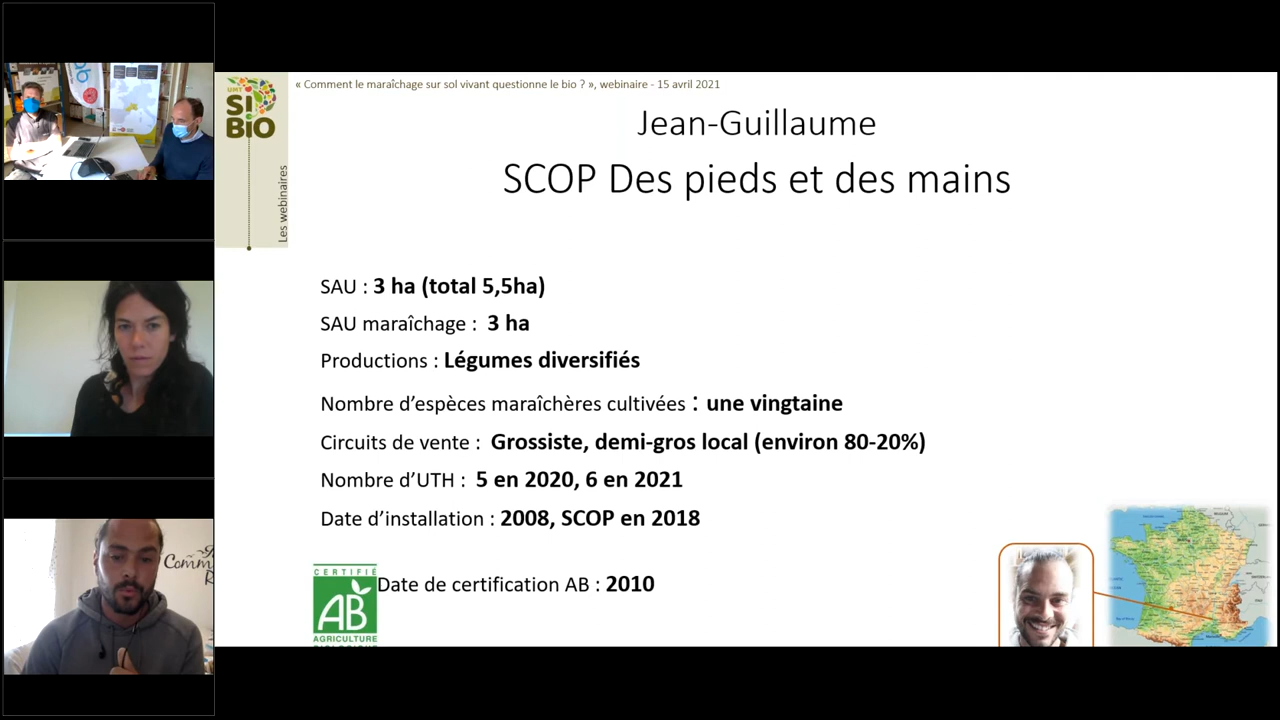 « Comment le maraîchage sur sol vivant questionne le bio ? », webinaire - 15 avril 2021
UMT
SI
BIO
Les webinaires
Jean-Guillaume
SCOP Des pieds et des mains
SAU : 3 ha (total 5,5ha)
SAU maraîchage : 3 ha
Productions : Légumes diversifiés
Nombre d’espèces maraîchères cultivées : une vingtaine
Circuits de vente : Grossiste, demi-gros local (environ 80-20%)
Nombre d’UTH : 5 en 2020, 6 en 2021
Date d’installation : 2008, SCOP en 2018
CERTIFIÉ
AB
AGRICULTURE
Date de certification AB : 2010